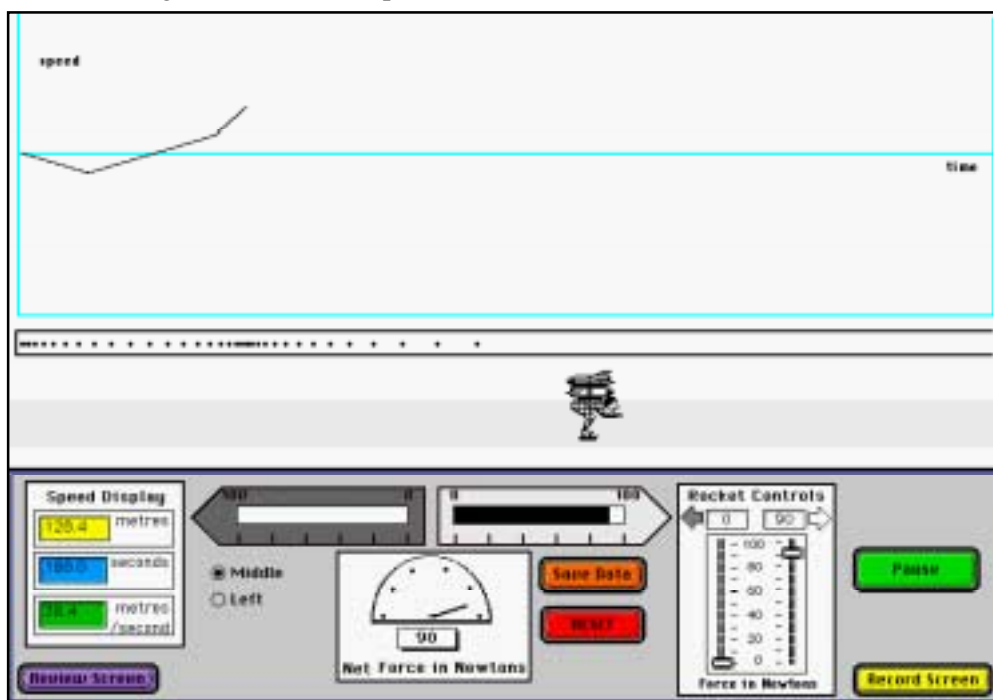 speed
time
Speed Display
metres
seconds
metres
/second
Review Screen
100 0
0 100
Middle
Left
90
Net Force in Newtons
Save Data
RESET
Rocket Controls
0 90
100
80
60
40
20
0
Force in Newtons
Pause
Record Screen